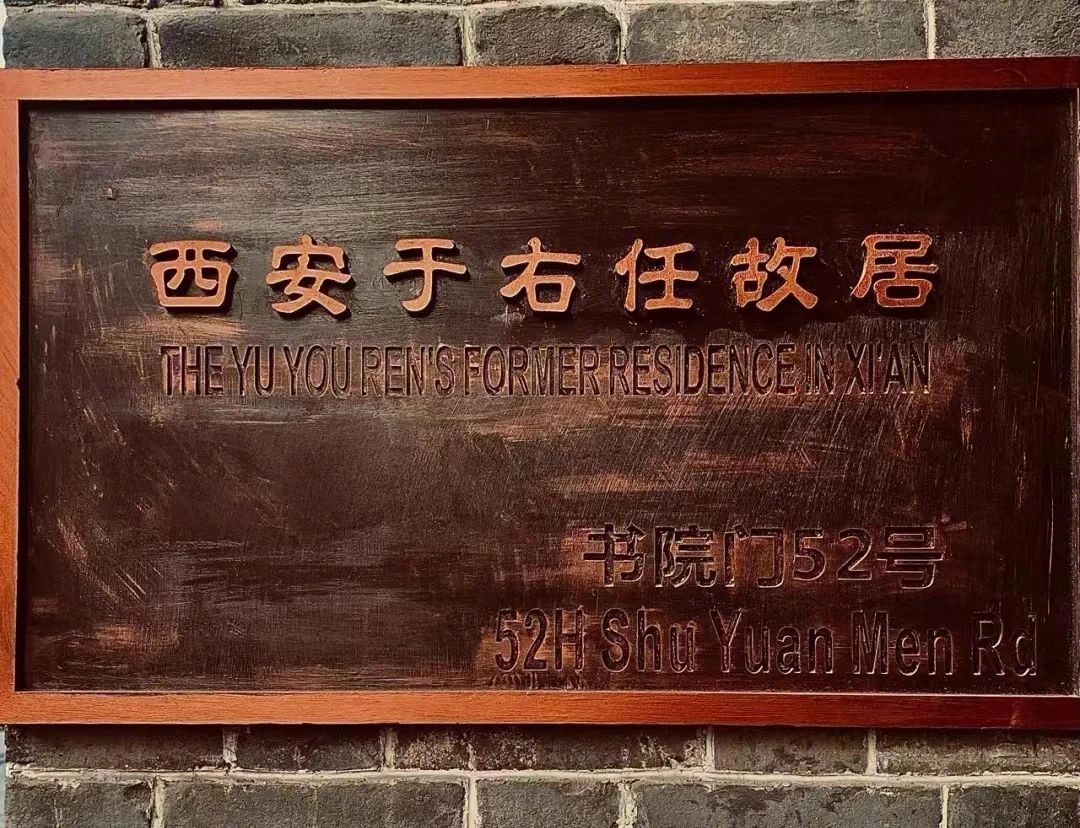 西安于右任故居
THE YU YOU REN'S FORMER RESIDENCE IN XI'AN
书院门52号
52H Shu Yuan Men Rd